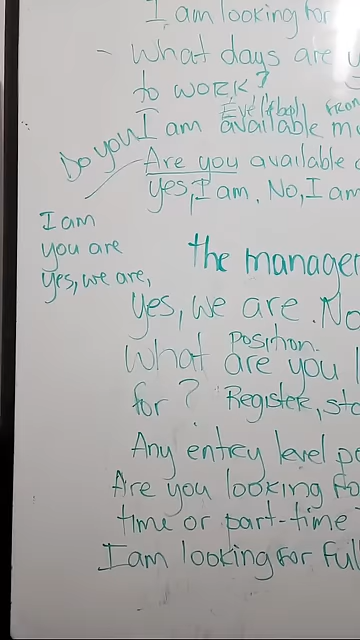 I am looking for
- What days are
to work?
FROM
I am available
Do you
Are you available
Yes, I am. No, I am
I am
you are
Yes, we are,
the manager
Yes, we are. No
Position.
What are you
for? Register,
Any entry level
Are you looking
time or part-time
I am looking for full